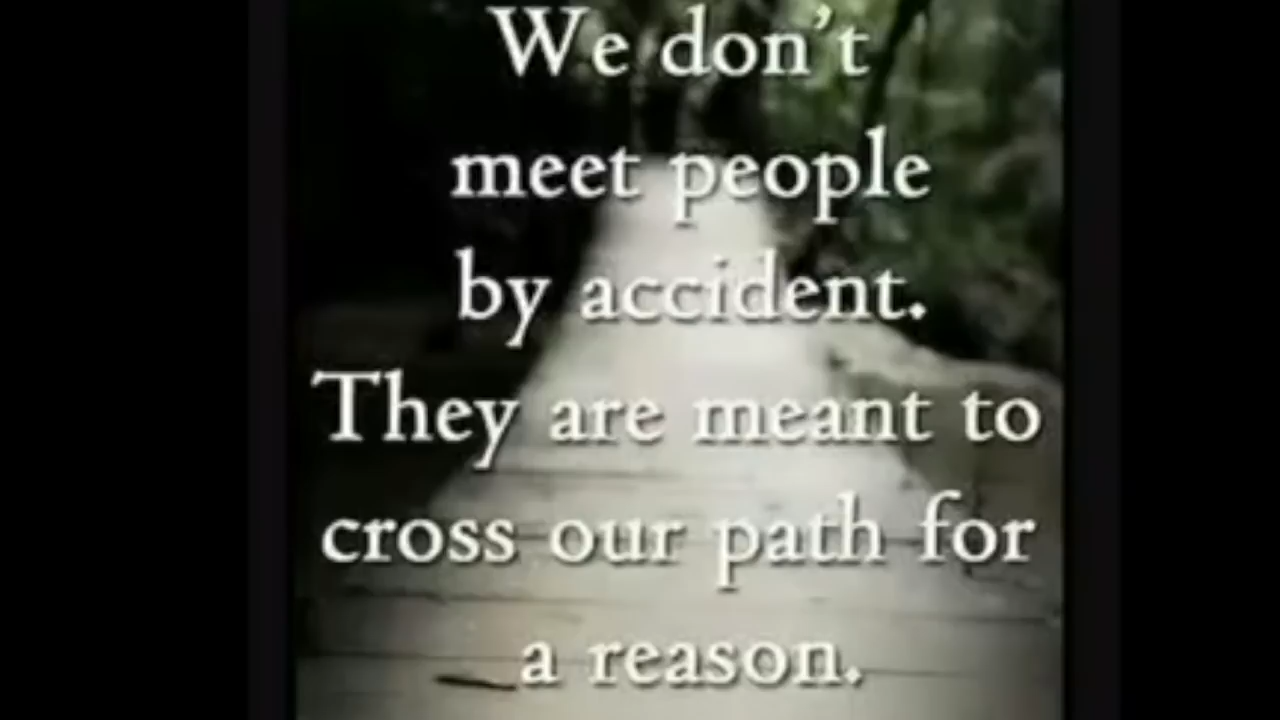 We don't
meet people
by accident.
They are meant to
cross our path for
a reason.